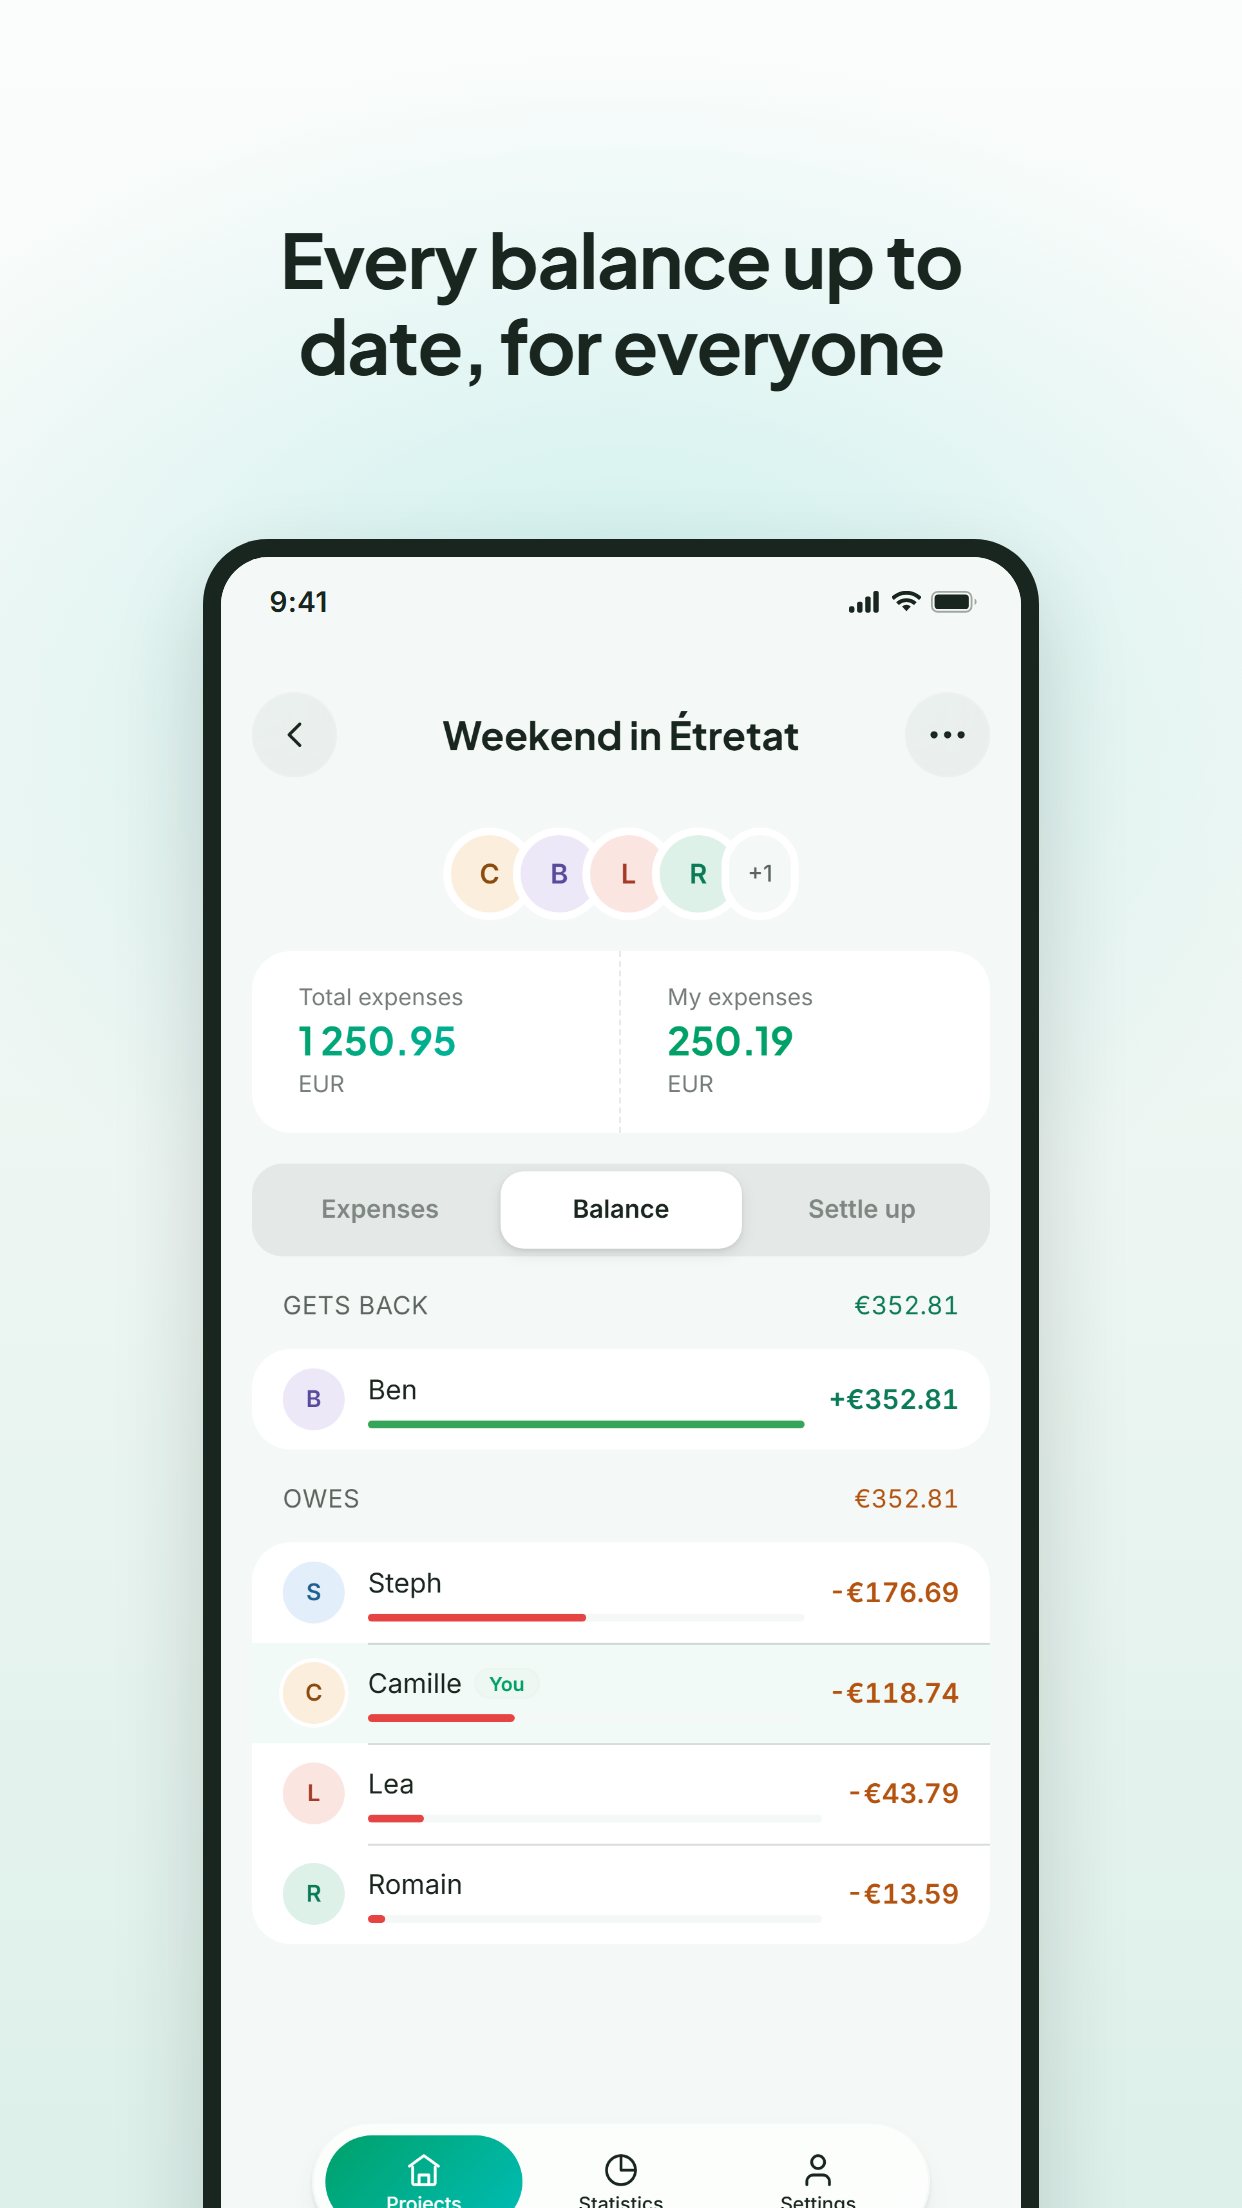 Every balance up to
date, for everyone
9:41
Weekend in Étretat
C B L R +1
Total expenses My expenses
1 250.95 250.19
EUR EUR
Expenses Balance Settle up
GETS BACK €352.81
B Ben +€352.81
OWES €352.81
S Steph -€176.69
C Camille You -€118.74
L Lea -€43.79
R Romain -€13.59
Projects Statistics Settings